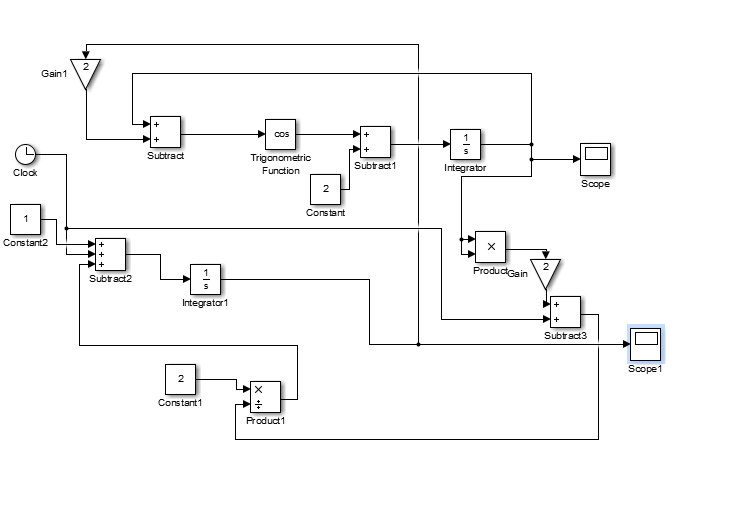 2
Gain1
+
+
Subtract
cos
Trigonometric
Function
+
+
Subtract1
1
s
Integrator
Scope
Clock
2
Constant
1
Constant2
+
+
+
Subtract2
1
s
Integrator1
×
Product
2
Gain
+
+
Subtract3
Scope1
2
Constant1
×
÷
Product1